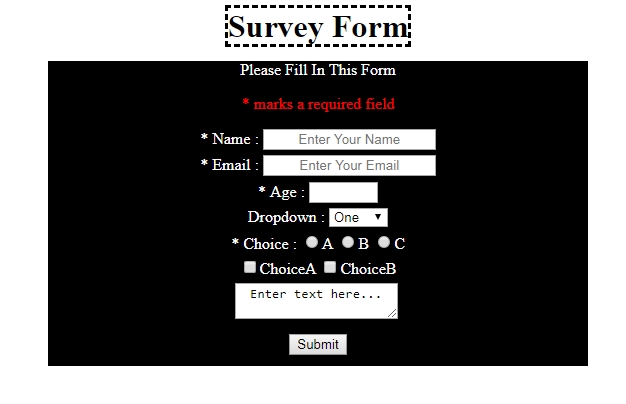 Survey Form
Please Fill In This Form
* marks a required field
* Name : Enter Your Name
* Email : Enter Your Email
* Age :
Dropdown : One
* Choice : A B C
ChoiceA ChoiceB
Enter text here...
Submit